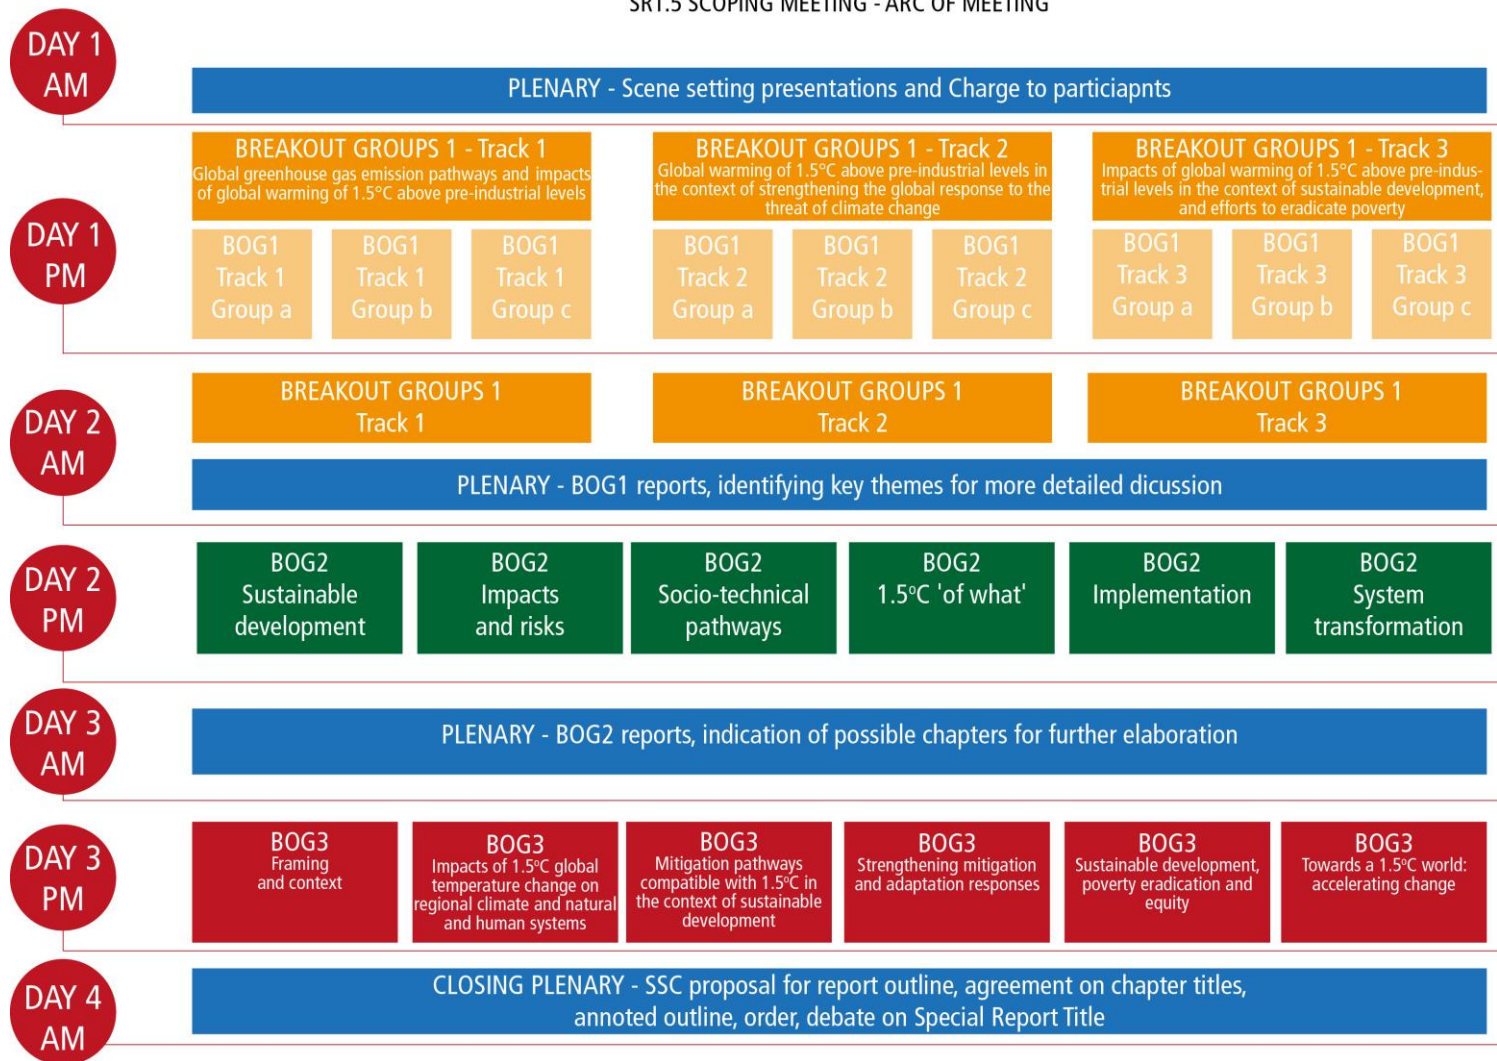 SR1.5 SCOPING MEETING - ARC OF MEETING
DAY 1
AM
PLENARY - Scene setting presentations and Charge to particiapnts
DAY 1
PM
BREAKOUT GROUPS 1 - Track 1
Global greenhouse gas emission pathways and impacts
of global warming of 1.5ºC above pre-industrial levels
BREAKOUT GROUPS 1 - Track 2
Global warming of 1.5ºC above pre-industrial levels in
the context of strengthening the global response to the
threat of climate change
BREAKOUT GROUPS 1 - Track 3
Impacts of global warming of 1.5ºC above pre-indus-
trial levels in the context of sustainable development,
and efforts to eradicate poverty
BOG1
Track 1
Group a
BOG1
Track 1
Group b
BOG1
Track 1
Group c
BOG1
Track 2
Group a
BOG1
Track 2
Group b
BOG1
Track 2
Group c
BOG1
Track 3
Group a
BOG1
Track 3
Group b
BOG1
Track 3
Group c
DAY 2
AM
BREAKOUT GROUPS 1
Track 1
BREAKOUT GROUPS 1
Track 2
BREAKOUT GROUPS 1
Track 3
PLENARY - BOG1 reports, identifying key themes for more detailed dicussion
DAY 2
PM
BOG2
Sustainable
development
BOG2
Impacts
and risks
BOG2
Socio-technical
pathways
BOG2
1.5ºC 'of what'
BOG2
Implementation
BOG2
System
transformation
DAY 3
AM
PLENARY - BOG2 reports, indication of possible chapters for further elaboration
DAY 3
PM
BOG3
Framing
and context
BOG3
Impacts of 1.5ºC global
temperature change on
regional climate and natural
and human systems
BOG3
Mitigation pathways
compatible with 1.5ºC in
the context of sustainable
development
BOG3
Strengthening mitigation
and adaptation responses
BOG3
Sustainable development,
poverty eradication and
equity
BOG3
Towards a 1.5ºC world:
accelerating change
DAY 4
AM
CLOSING PLENARY - SSC proposal for report outline, agreement on chapter titles,
annoted outline, order, debate on Special Report Title